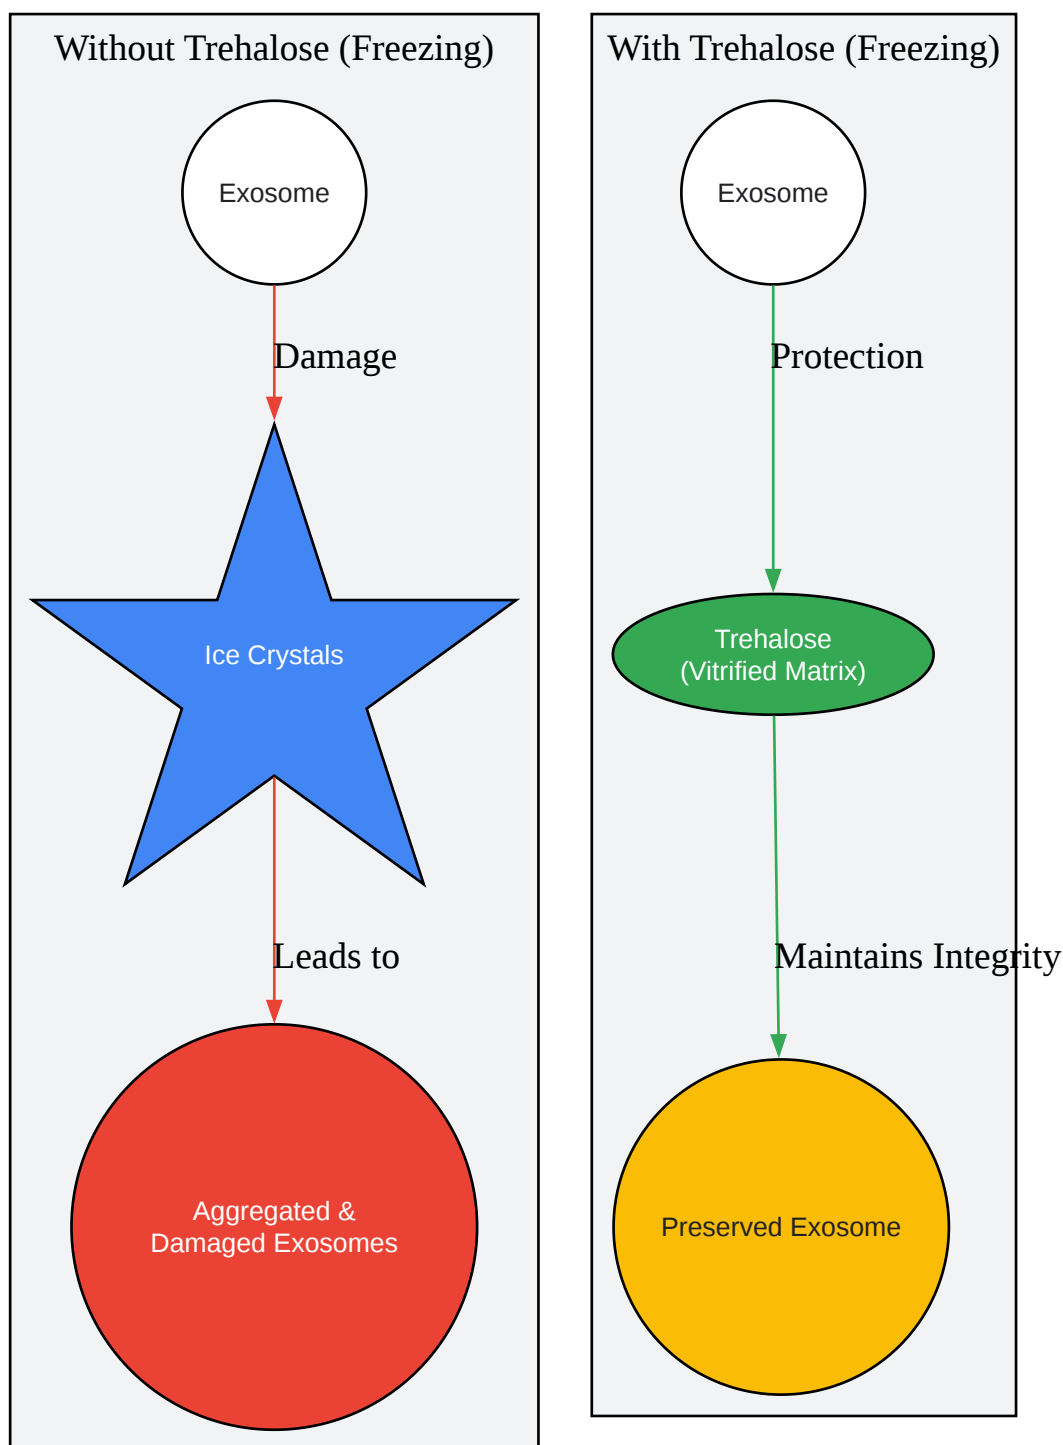 Without Trehalose (Freezing)
Exosome
Damage
Ice Crystals
Leads to
Aggregated &
Damaged Exosomes
With Trehalose (Freezing)
Exosome
Protection
Trehalose
(Vitrified Matrix)
Maintains Integrity
Preserved Exosome